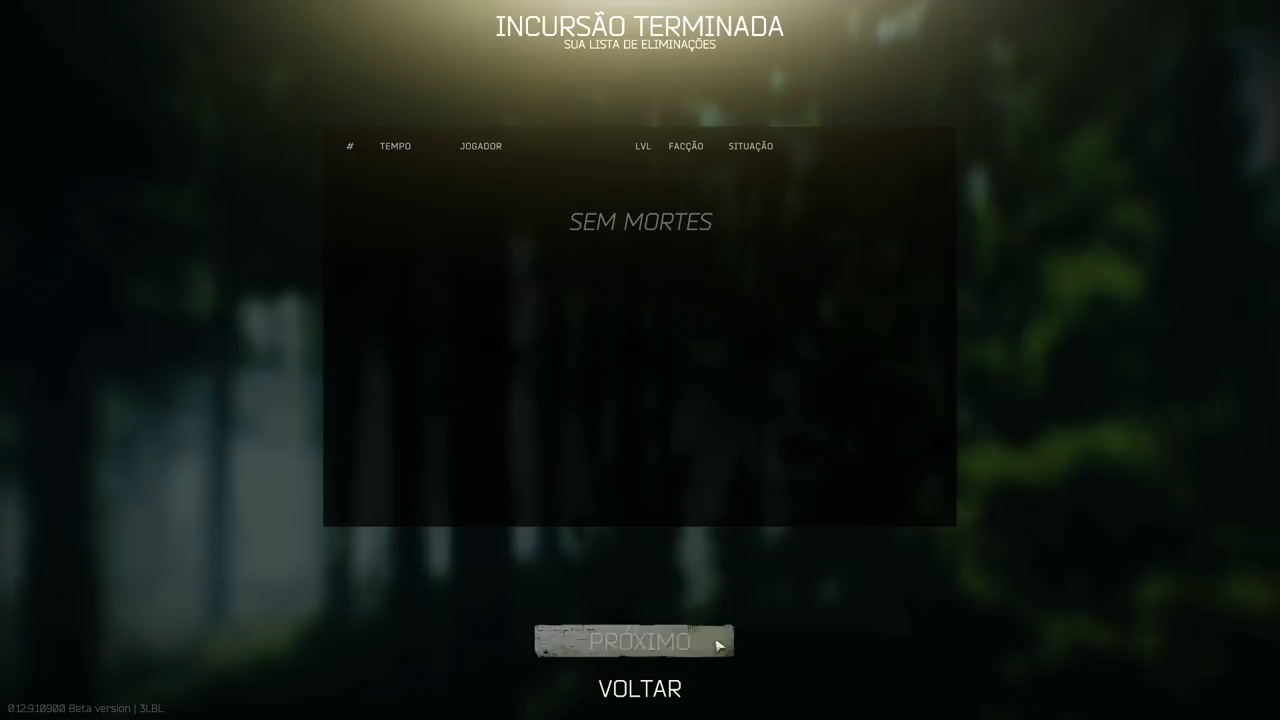 INCURSÃO TERMINADA
SUA LISTA DE ELIMINAÇÕES
# TEMPO JOGADOR LVL FACÇÃO SITUAÇÃO
SEM MORTES
PRÓXIMO
VOLTAR
0.12.9.10900 Beta version | 3LBL